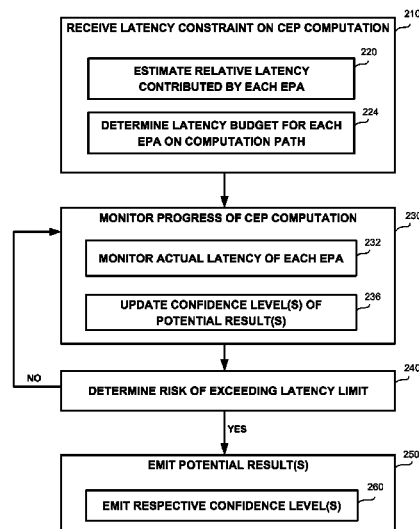 210
RECEIVE LATENCY CONSTRAINT ON CEP COMPUTATION
220
ESTIMATE RELATIVE LATENCY
CONTRIBUTED BY EACH EPA
224
DETERMINE LATENCY BUDGET FOR EACH
EPA ON COMPUTATION PATH
230
MONITOR PROGRESS OF CEP COMPUTATION
232
MONITOR ACTUAL LATENCY OF EACH EPA
236
UPDATE CONFIDENCE LEVEL(S) OF
POTENTIAL RESULT(S)
240
NO
DETERMINE RISK OF EXCEEDING LATENCY LIMIT
YES
250
EMIT POTENTIAL RESULT(S)
260
EMIT RESPECTIVE CONFIDENCE LEVEL(S)